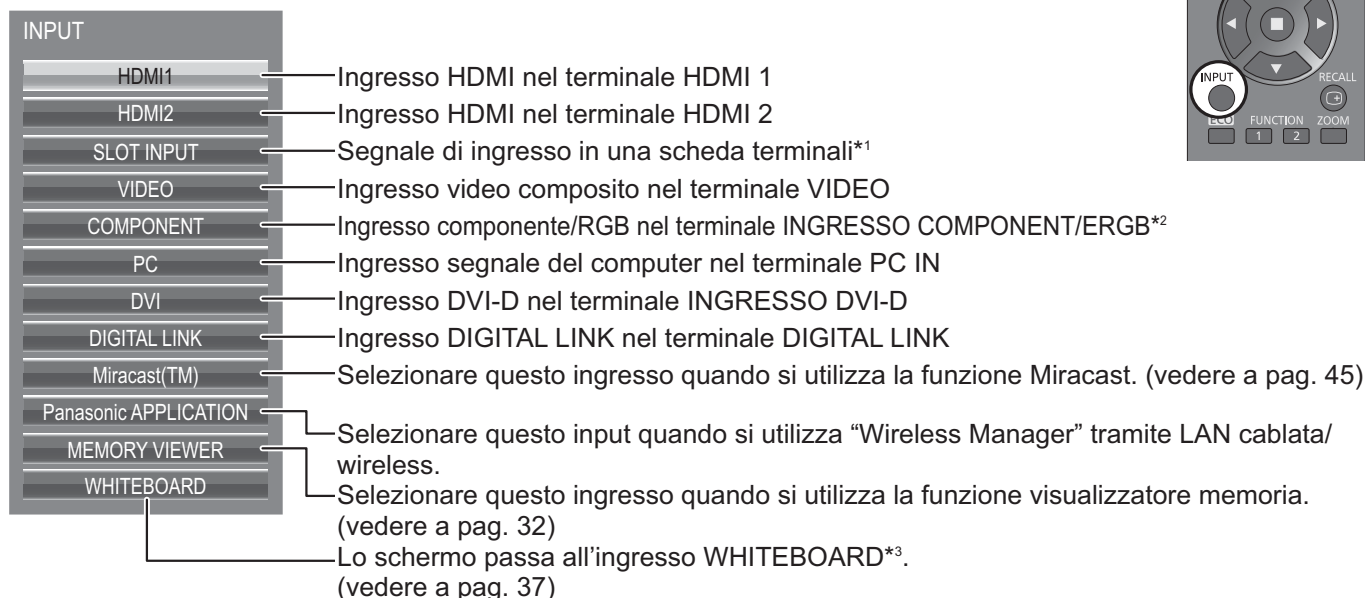 INPUT
HDMI1
HDMI2
SLOT INPUT
VIDEO
COMPONENT
PC
DVI
DIGITAL LINK
Miracast(TM)
Panasonic APPLICATION
MEMORY VIEWER
WHITEBOARD
Ingresso HDMI nel terminale HDMI 1
Ingresso HDMI nel terminale HDMI 2
Segnale di ingresso in una scheda terminali*1
Ingresso video composito nel terminale VIDEO
Ingresso componente/RGB nel terminale INGRESSO COMPONENT/ERGB*2
Ingresso segnale del computer nel terminale PC IN
Ingresso DVI-D nel terminale INGRESSO DVI-D
Ingresso DIGITAL LINK nel terminale DIGITAL LINK
Selezionare questo ingresso quando si utilizza la funzione Miracast. (vedere a pag. 45)
Selezionare questo input quando si utilizza “Wireless Manager” tramite LAN cablata/
wireless.
Selezionare questo ingresso quando si utilizza la funzione visualizzatore memoria.
(vedere a pag. 32)
Lo schermo passa all’ingresso WHITEBOARD*3.
(vedere a pag. 37)
INPUT
RECALL
ECO FUNCTION ZOOM
1 2